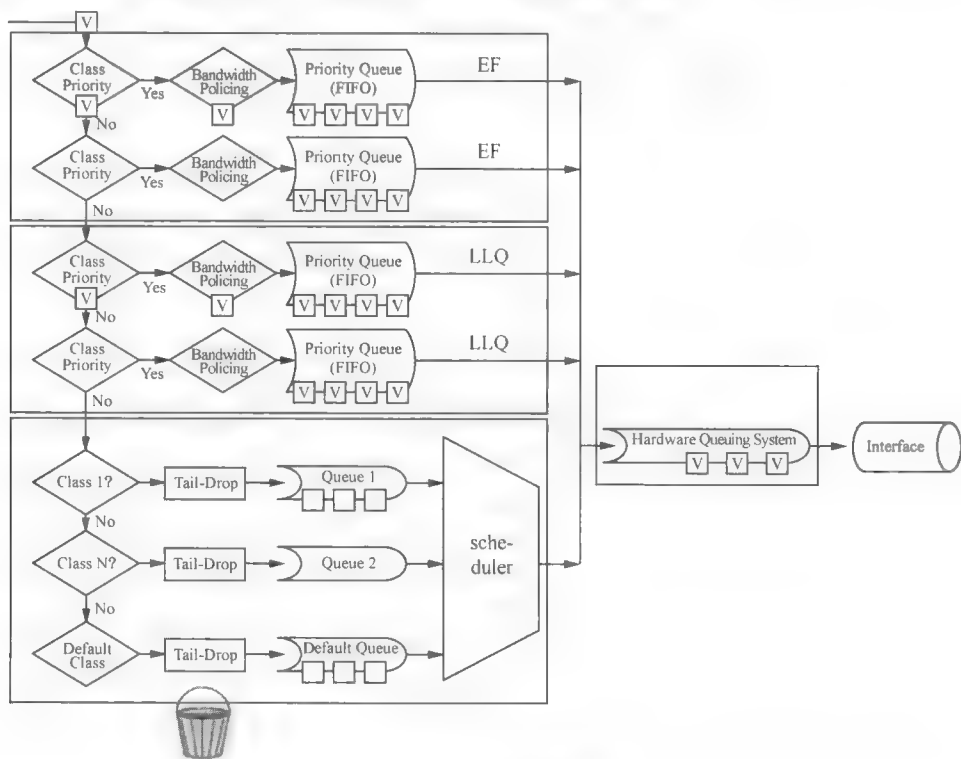 V
Class
Priority
V
Yes
Bandwidth
Policing
V
Priority Queue
(FIFO)
V V V V
EF
No
Class
Priority
Yes
Bandwidth
Policing
Priority Queue
(FIFO)
V V V V
EF
No
Class
Priority
V
Yes
Bandwidth
Policing
V
Priority Queue
(FIFO)
V V V V
LLQ
No
Class
Priority
Yes
Bandwidth
Policing
Priority Queue
(FIFO)
V V V V
LLQ
No
Class 1?
Tail-Drop
Queue 1
No
Class N?
Tail-Drop
Queue 2
No
Default
Class
Tail-Drop
Default Queue
sche-
duler
Hardware Queuing System
V V V
Interface